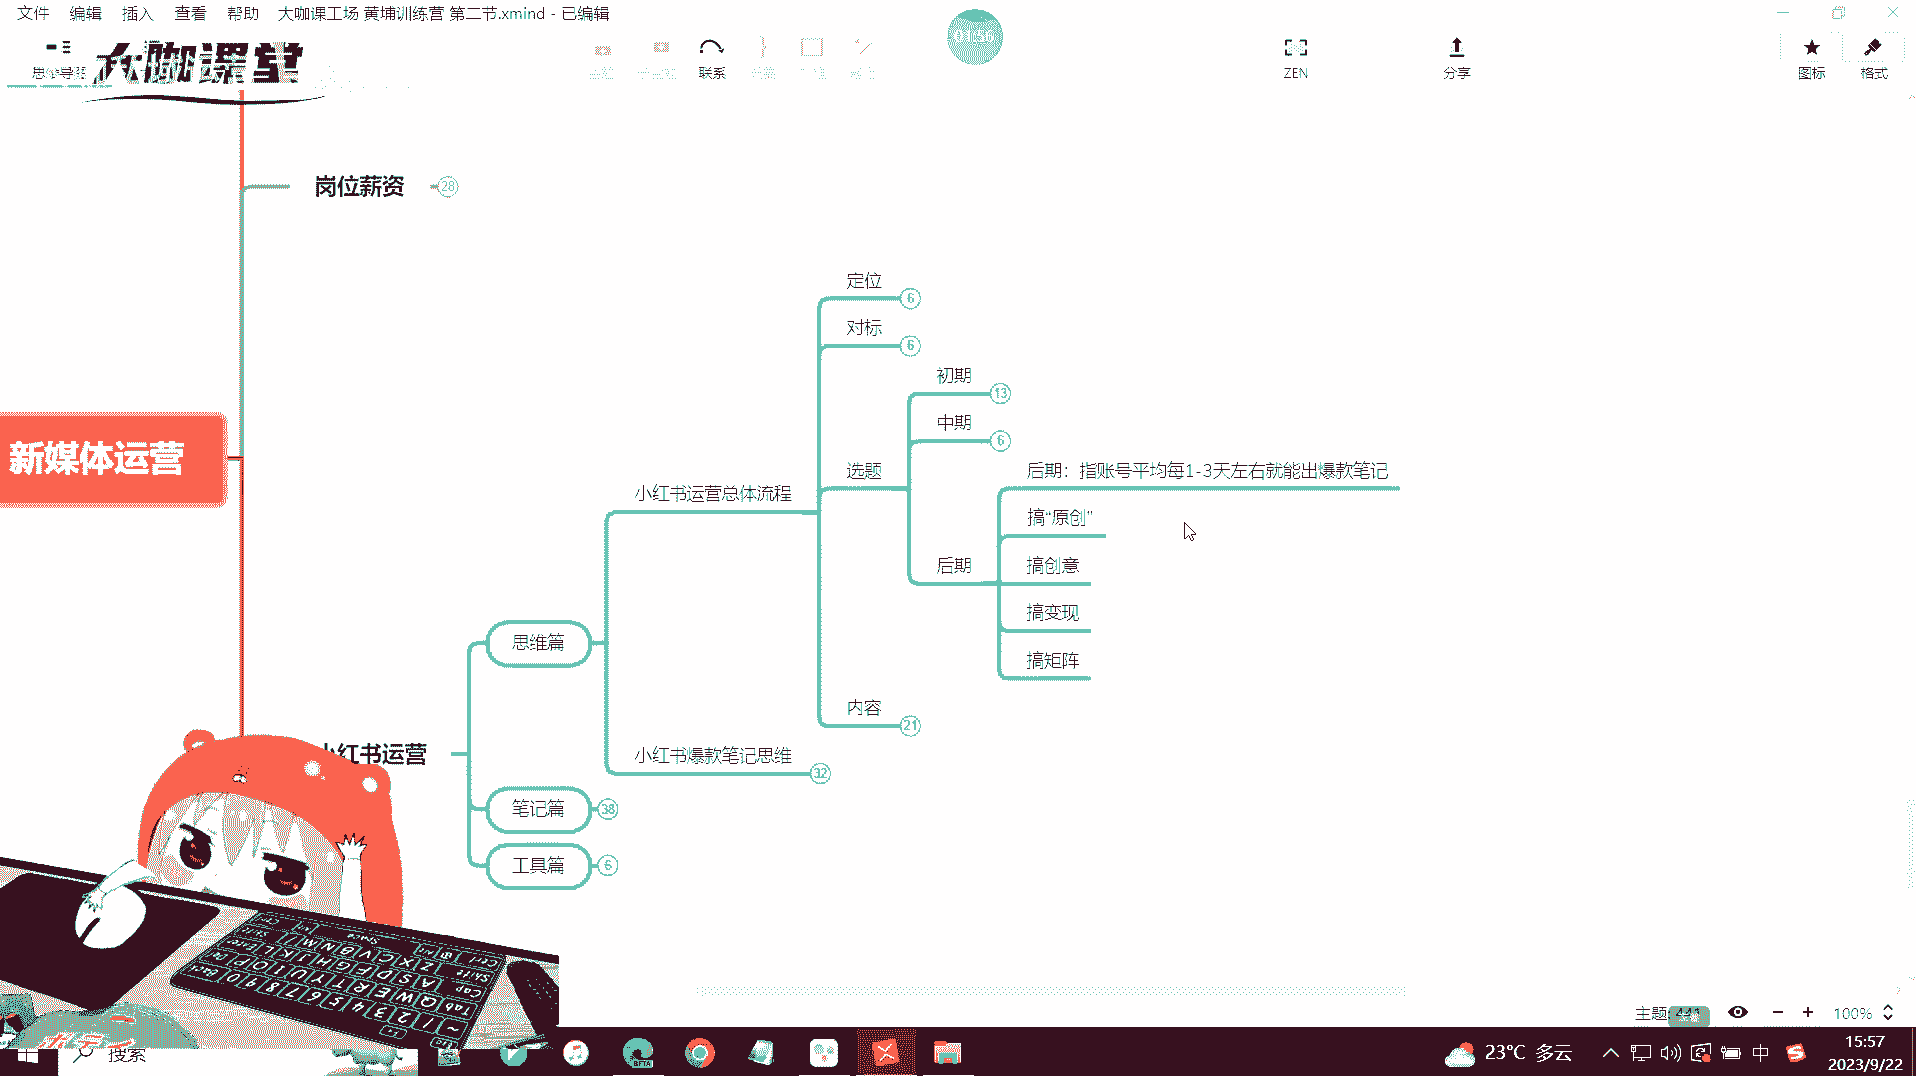 文件 编辑 插入 查看 帮助 大咖课工场 黄埔训练营 第二节.xmind - 已编辑
大咖课堂
联系
ZEN
分享
图标
格式
岗位薪资
28
定位
6
对标
6
初期
13
中期
6
选题
后期：指账号平均每1-3天左右就能出爆款笔记
小红书运营总体流程
搞“原创”
后期
搞创意
搞变现
搞矩阵
新媒体运营
思维篇
内容
21
小红书运营
小红书爆款笔记思维
32
笔记篇
38
工具篇
6
主题:
100%
搜索
BETA
23°C 多云
中
15:57
2023/9/22